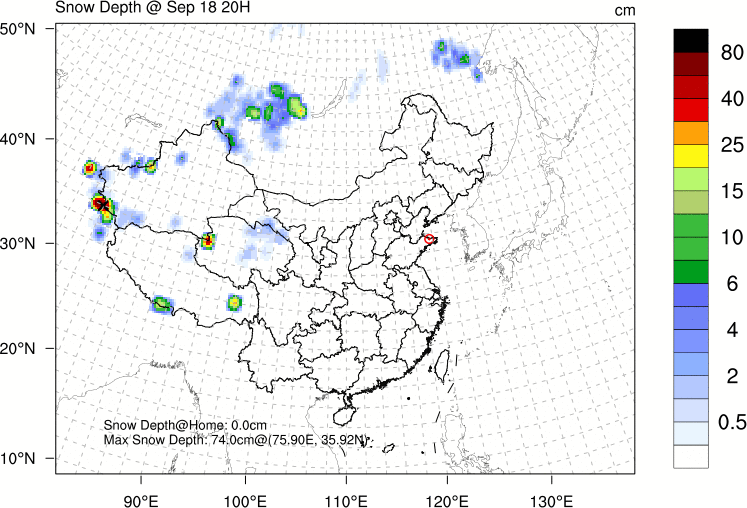 Snow Depth @ Sep 18 20H
cm
50°N
40°N
30°N
20°N
10°N
90°E
100°E
110°E
120°E
130°E
80
40
25
15
10
6
4
2
0.5
Snow Depth@Home: 0.0cm
Max Snow Depth: 74.0cm@(75.90E, 35.92N)